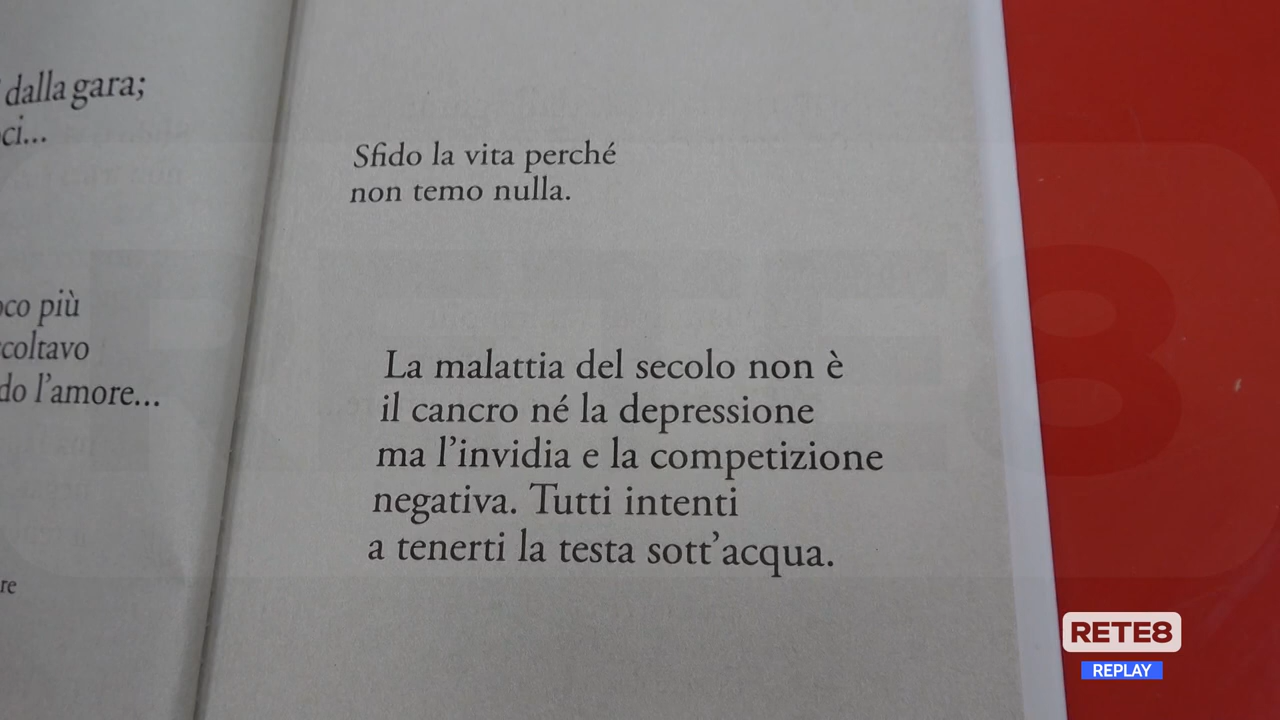 dalla gara;
ci...
più
do l'amore...
re
Sfido la vita perché
non temo nulla.
La malattia del secolo non è
il cancro né la depressione
ma l'invidia e la competizione
negativa. Tutti intenti
a tenerti la testa sott'acqua.
RETE8
RETE8
REPLAY